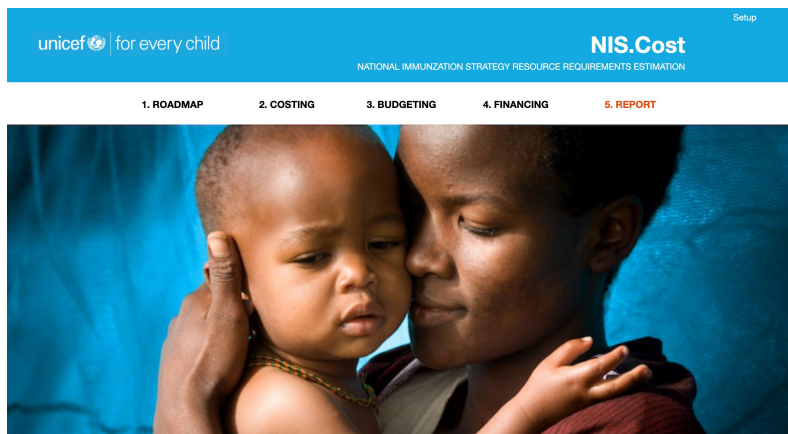 Setup
unicef for every child
NIS.Cost
NATIONAL IMMUNZATION STRATEGY RESOURCE REQUIREMENTS ESTIMATION
1. ROADMAP 2. COSTING 3. BUDGETING 4. FINANCING 5. REPORT